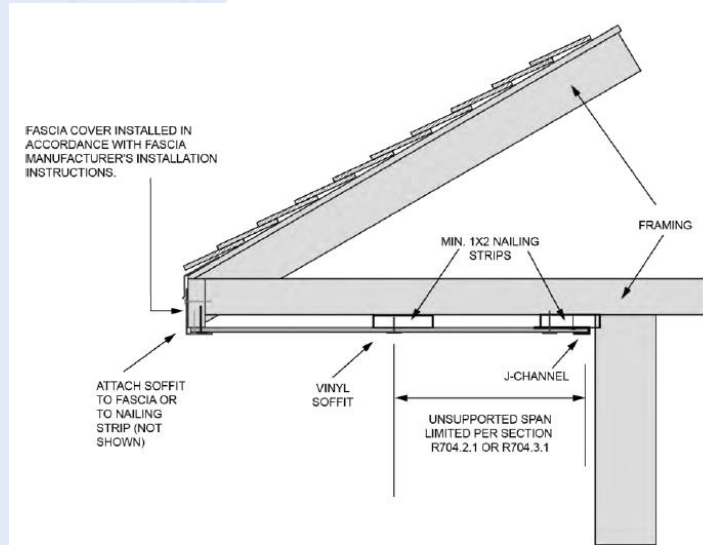 FASCIA COVER INSTALLED IN
ACCORDANCE WITH FASCIA
MANUFACTURER'S INSTALLATION
INSTRUCTIONS.
FRAMING
MIN. 1X2 NAILING
STRIPS
ATTACH SOFFIT
TO FASCIA OR
TO NAILING
STRIP (NOT
SHOWN)
VINYL
SOFFIT
J-CHANNEL
UNSUPPORTED SPAN
LIMITED PER SECTION
R704.2.1 OR R704.3.1